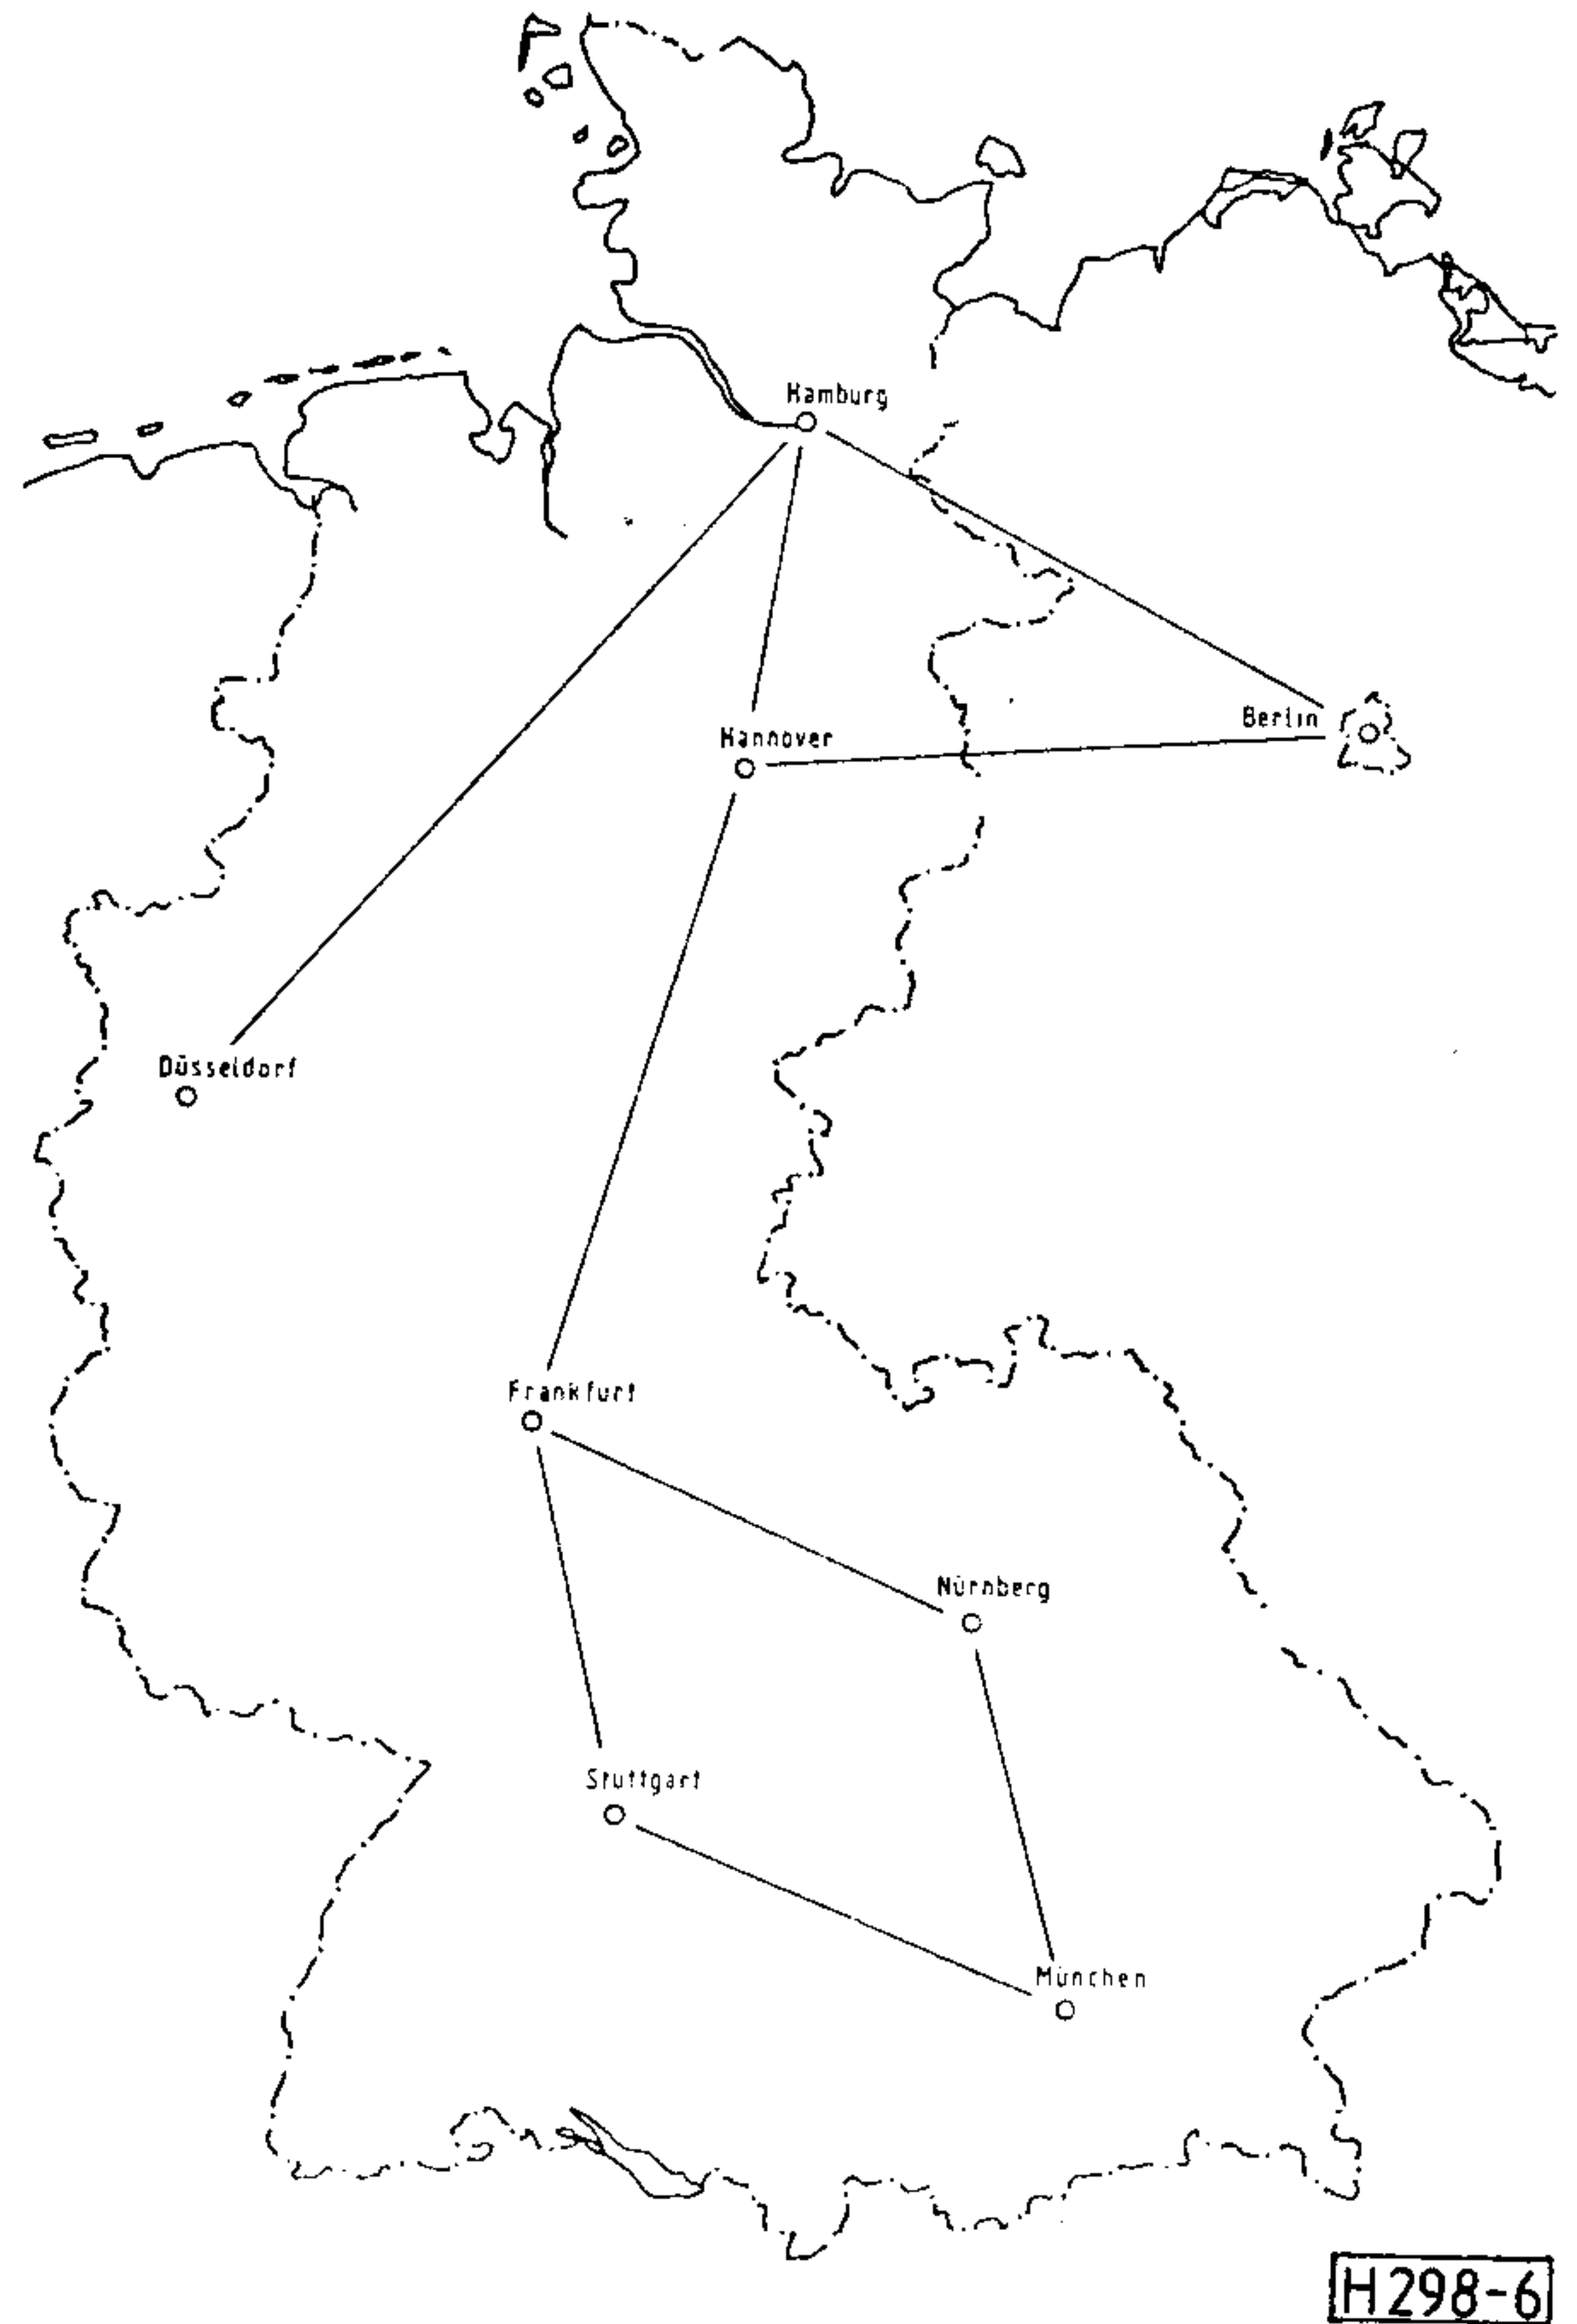 Hamburg
Berlin
Hannover
Düsseldorf
Frankfurt
Nürnberg
Stuttgart
München
H298-6